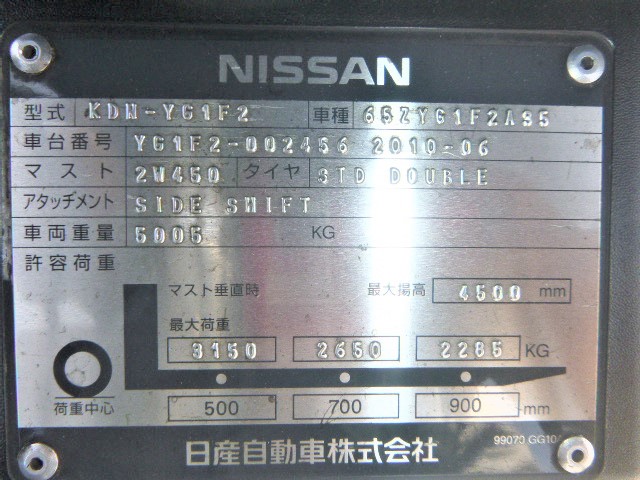 NISSAN
型式 KDN-YG1F2 車種 65ZYG1F2A95
車台番号 YG1F2-002456 2010-06
マスト 2W450 タイヤ STD DOUBLE
アタッチメント SIDE SHIFT
車両重量 5005 KG
許容荷重
マスト垂直時 最大揚高 4500 mm
最大荷重
3150 2650 2285 KG
荷重中心 500 700 900 mm
日産自動車株式会社
99070